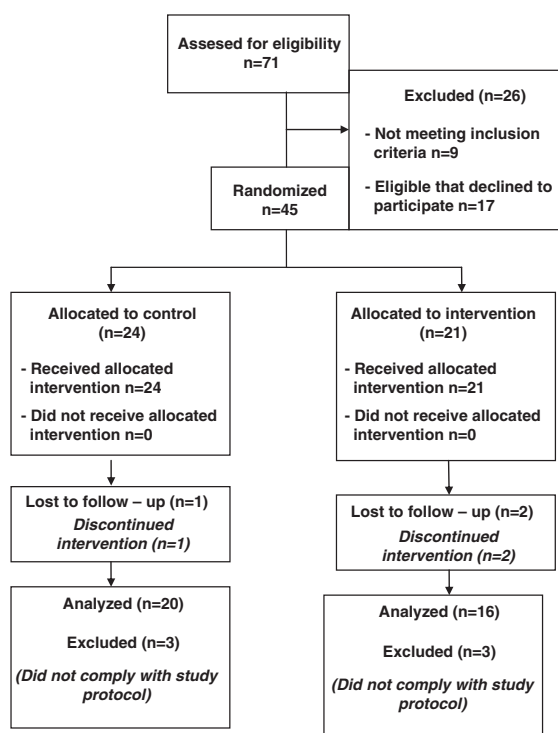 Assesed for eligibility
n=71
Excluded (n=26)
- Not meeting inclusion
criteria n=9
- Eligible that declined to
participate n=17
Randomized
n=45
Allocated to control
(n=24)
- Received allocated
intervention n=24
- Did not receive allocated
intervention n=0
Allocated to intervention
(n=21)
- Received allocated
intervention n=21
- Did not receive allocated
intervention n=0
Lost to follow – up (n=1)
Discontinued
intervention (n=1)
Lost to follow – up (n=2)
Discontinued
intervention (n=2)
Analyzed (n=20)
Excluded (n=3)
(Did not comply with study
protocol)
Analyzed (n=16)
Excluded (n=3)
(Did not comply with study
protocol)